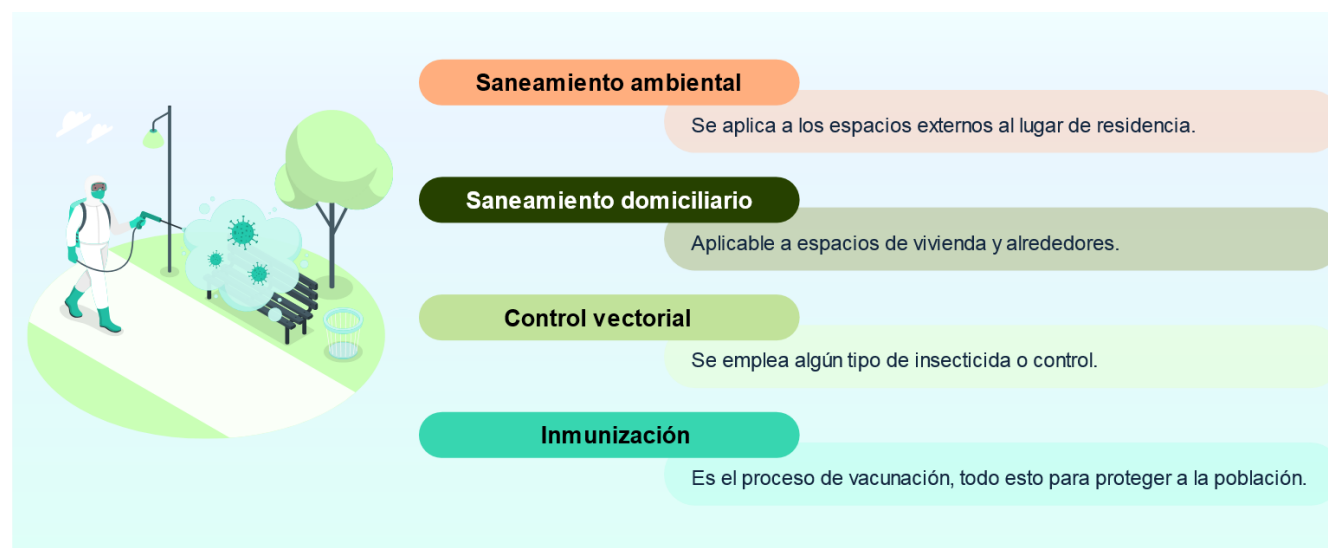 Saneamiento ambiental
Se aplica a los espacios externos al lugar de residencia.
Saneamiento domiciliario
Aplicable a espacios de vivienda y alrededores.
Control vectorial
Se emplea algún tipo de insecticida o control.
Inmunización
Es el proceso de vacunación, todo esto para proteger a la población.